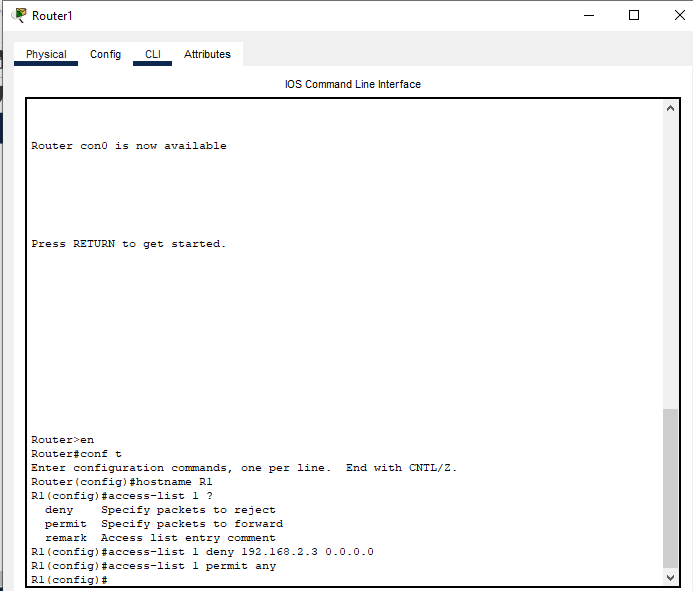 Router1
Physical Config CLI Attributes
IOS Command Line Interface
Router con0 is now available
Press RETURN to get started.
Router>en
Router#conf t
Enter configuration commands, one per line.  End with CNTL/Z.
Router(config)#hostname R1
R1(config)#access-list 1 ?
  deny    Specify packets to reject
  permit  Specify packets to forward
  remark  Access list entry comment
R1(config)#access-list 1 deny 192.168.2.3 0.0.0.0
R1(config)#access-list 1 permit any
R1(config)#